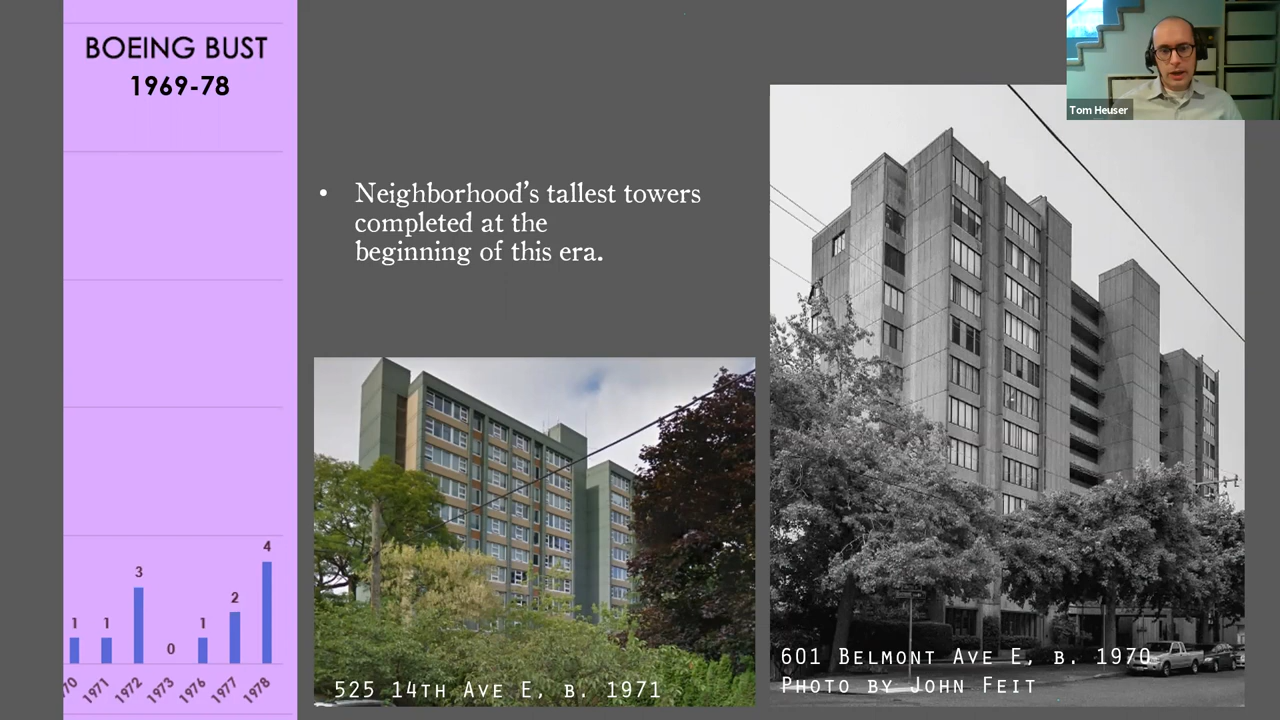 BOEING BUST
1969-78
Tom Heuser
• Neighborhood's tallest towers
completed at the
beginning of this era.
1 1 3 0 1 2 4
70 1971 1972 1973 1976 1977 1978
525 14TH AVE E, B. 1971
601 BELMONT AVE E, B. 1970
PHOTO BY JOHN FEIT